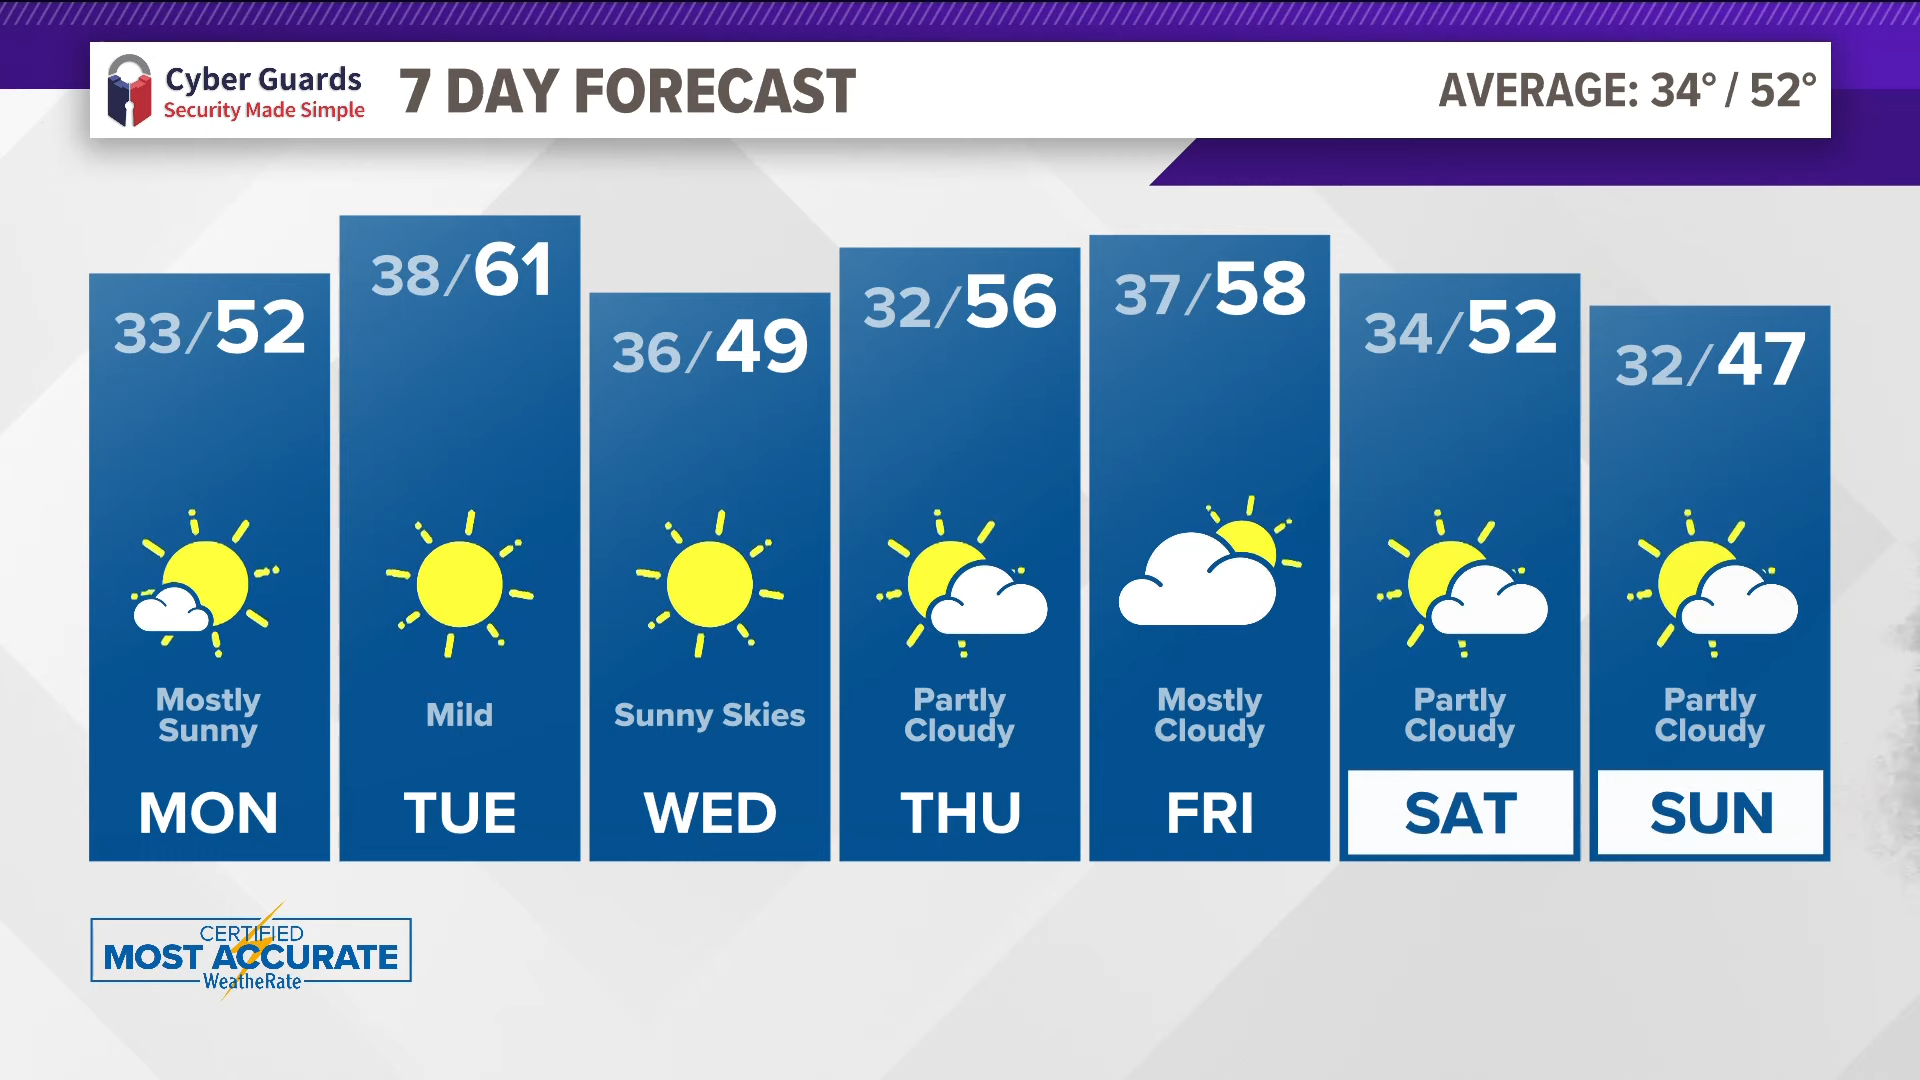 Cyber Guards
Security Made Simple
7 DAY FORECAST
AVERAGE: 34° / 52°
33/52
Mostly
Sunny
MON
38/61
Mild
TUE
36/49
Sunny Skies
WED
32/56
Partly
Cloudy
THU
37/58
Mostly
Cloudy
FRI
34/52
Partly
Cloudy
SAT
32/47
Partly
Cloudy
SUN
CERTIFIED
MOST ACCURATE
WeatheRate